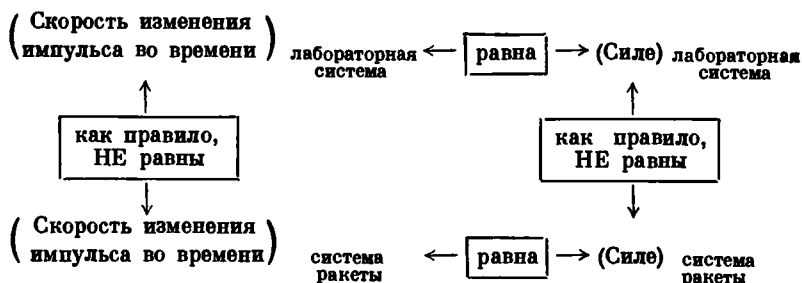 (Скорость изменения
импульса во времени) лабораторная система ← равна → (Силе) лабораторная система
как правило,
НЕ равны
как правило,
НЕ равны
(Скорость изменения
импульса во времени) система ракеты ← равна → (Силе) система ракеты